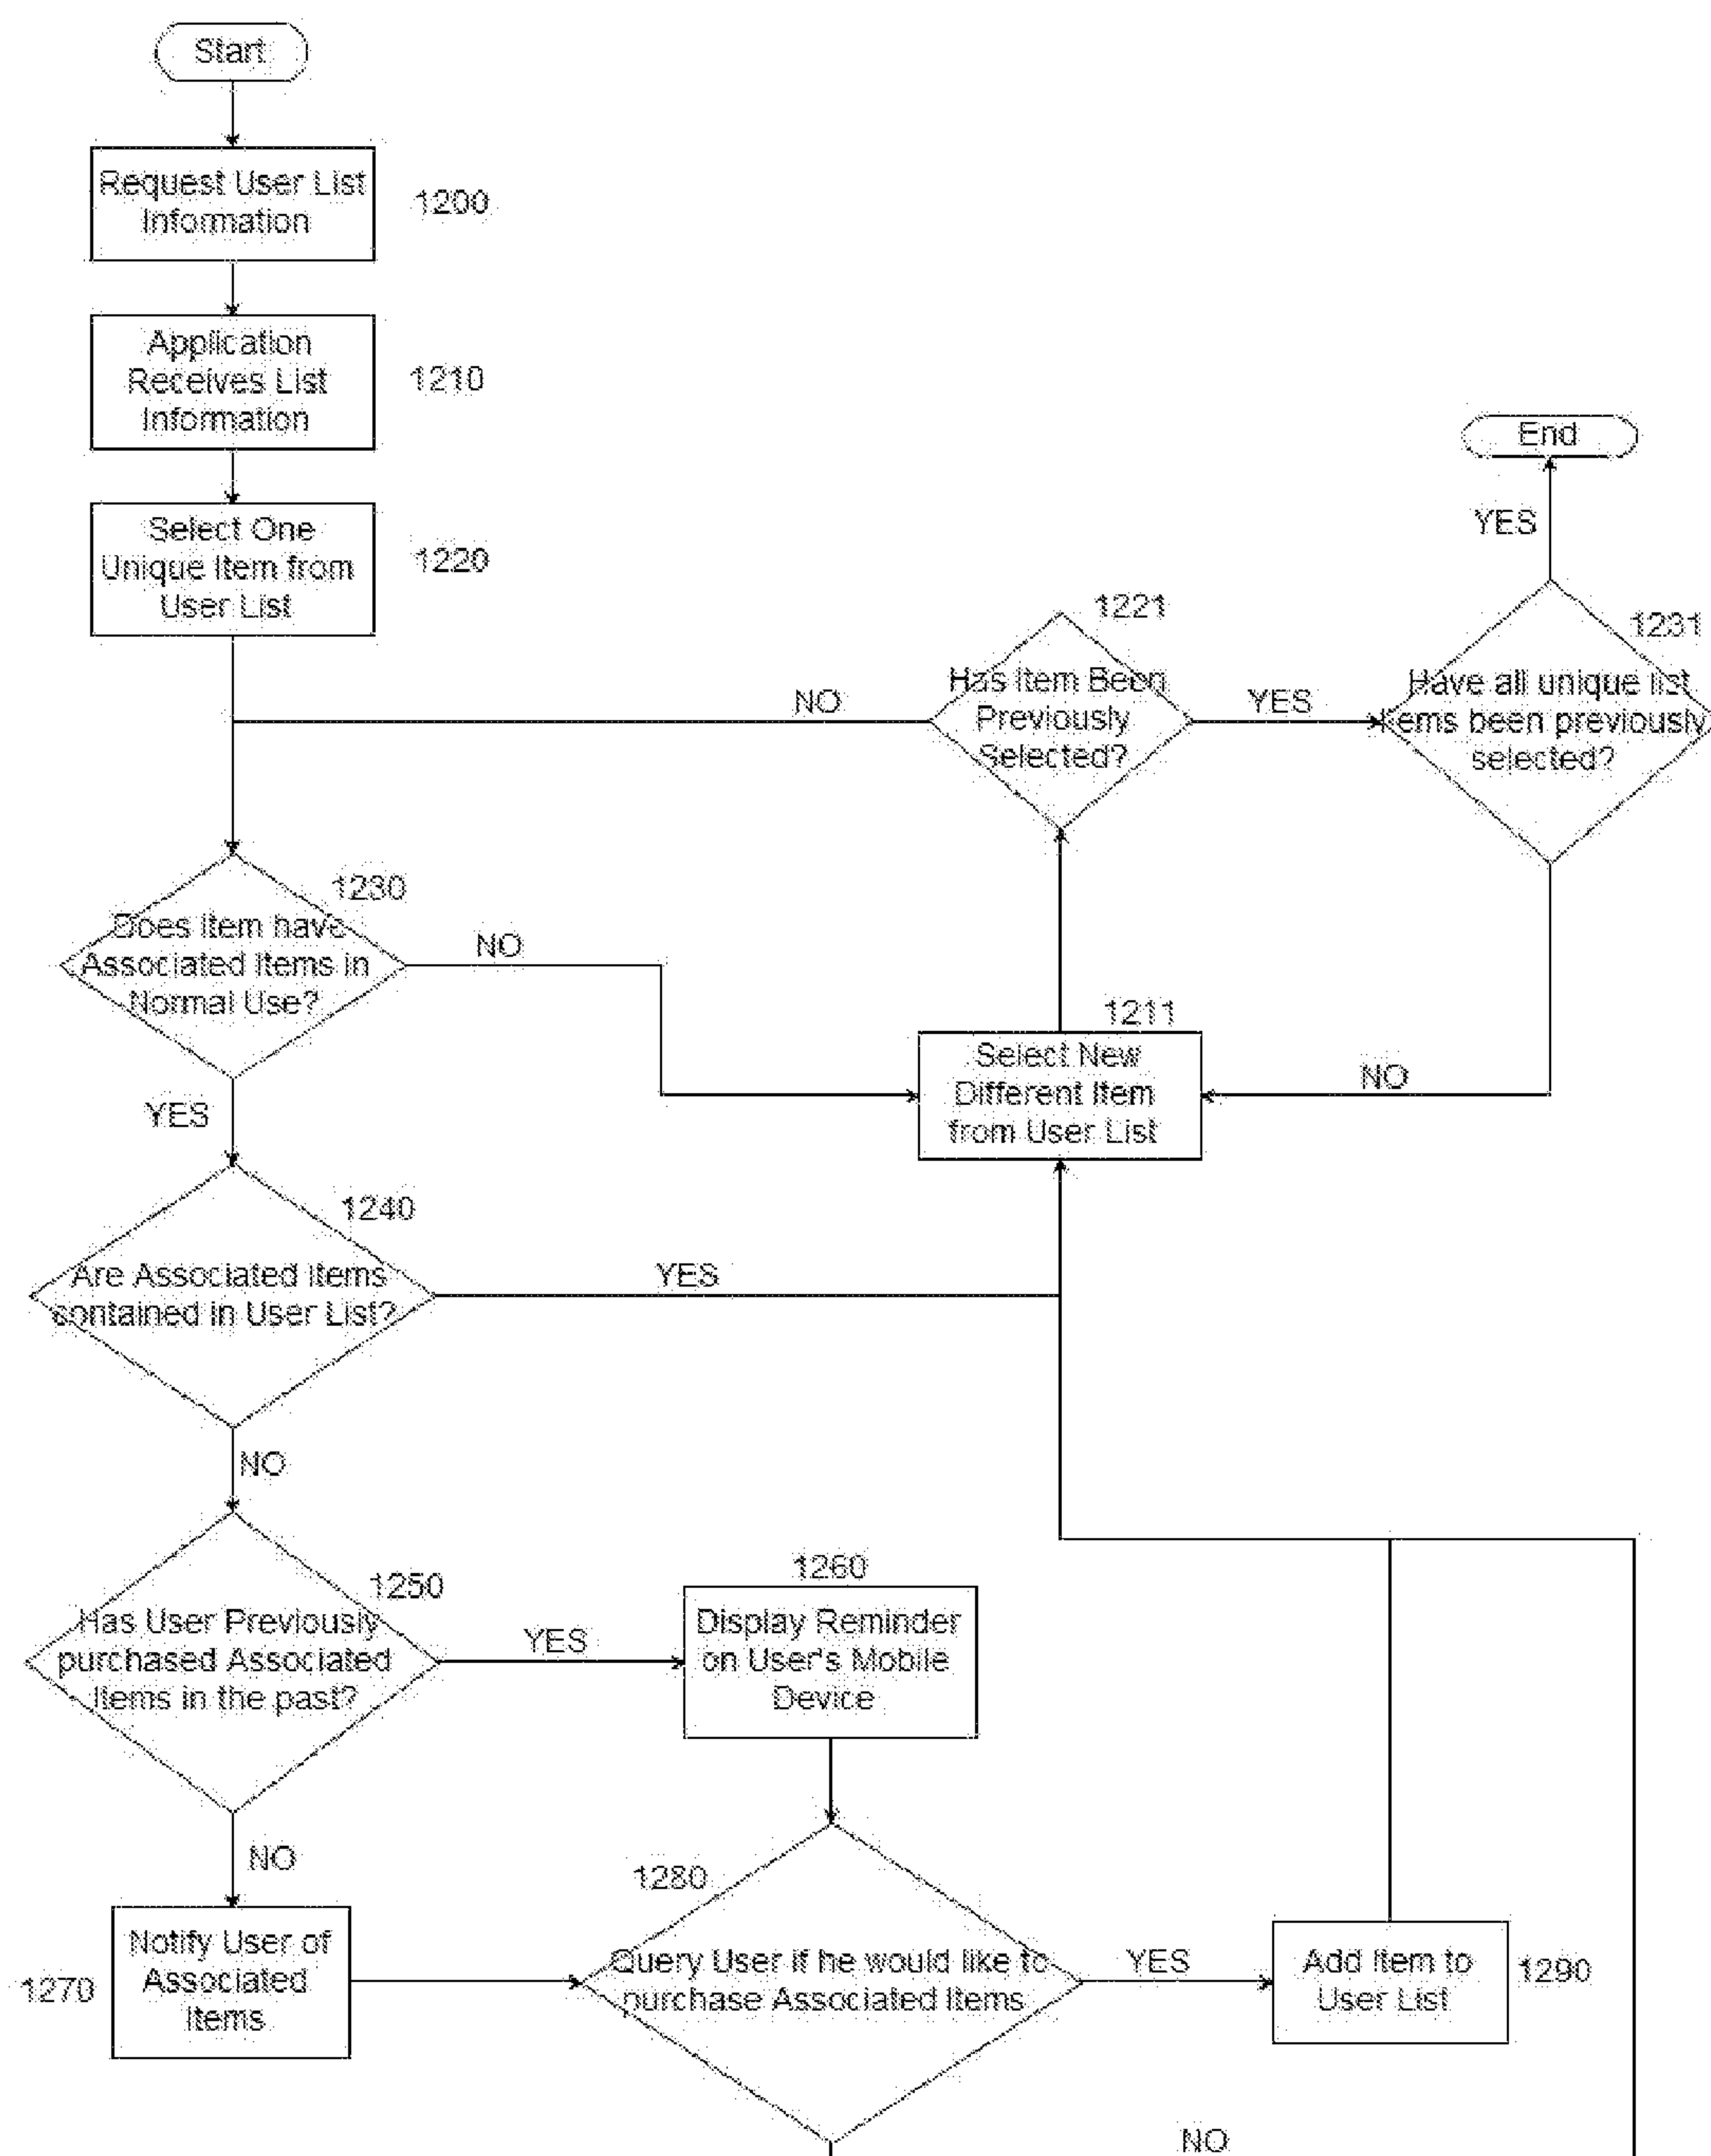 Start
Request User List
Information
1200
Application
Receives List
Information
1210
Select One
Unique Item from
User List
1220
End
YES
1221
Has Item Been
Previously
Selected?
NO
YES
1231
Have all unique list
items been previously
selected?
1230
Does Item have
Associated Items in
Normal Use?
NO
YES
1211
Select New
Different Item
from User List
NO
1240
Are Associated Items
contained in User List?
YES
NO
1250
Has User Previously
purchased Associated
Items in the past?
YES
1260
Display Reminder
on User's Mobile
Device
NO
1270
Notify User of
Associated
Items
1280
Query User if he would like to
purchase Associated Items
YES
Add Item to
User List
1290
NO